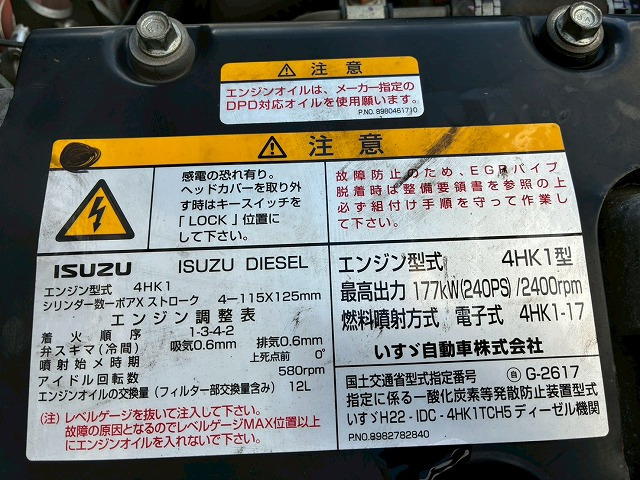 ⚠ 注意
エンジンオイルは、メーカー指定の
DPD対応オイルを使用願います。
P.NO. 8980461710
⚠ 注意
感電の恐れ有り。
ヘッドカバーを取り外
す時はキースイッチを
「LOCK」位置に
して下さい。
故障防止のため、EGRパイプ
脱着時は整備要領書を参照の上
必ず組付け手順を守って作業し
て下さい。
ISUZU ISUZU DIESEL
エンジン型式 4HK1
シリンダー数ーボアXストローク 4ー115X125mm
エンジン調整表
着火順序 1-3-4-2
弁スキマ(冷間) 吸気0.6mm 排気0.6mm
噴射始メ時期 上死点前 0°
アイドル回転数 580rpm
エンジンオイルの交換量(フィルター部交換量含み) 12L
(注)レベルゲージを抜いて注入して下さい。
故障の原因となるのでレベルゲージMAX位置以上
にエンジンオイルを入れないで下さい。
エンジン型式 4HK1型
最高出力 177kW(240PS)/2400rpm
燃料噴射方式 電子式 4HK1-17
いすゞ自動車株式会社
国土交通省型式指定番号 ㊀自 G-2617
指定に係る一酸化炭素等発散防止装置型式
いすゞH22-IDC-4HK1TCH5ディーゼル機関
P.NO.8982782840